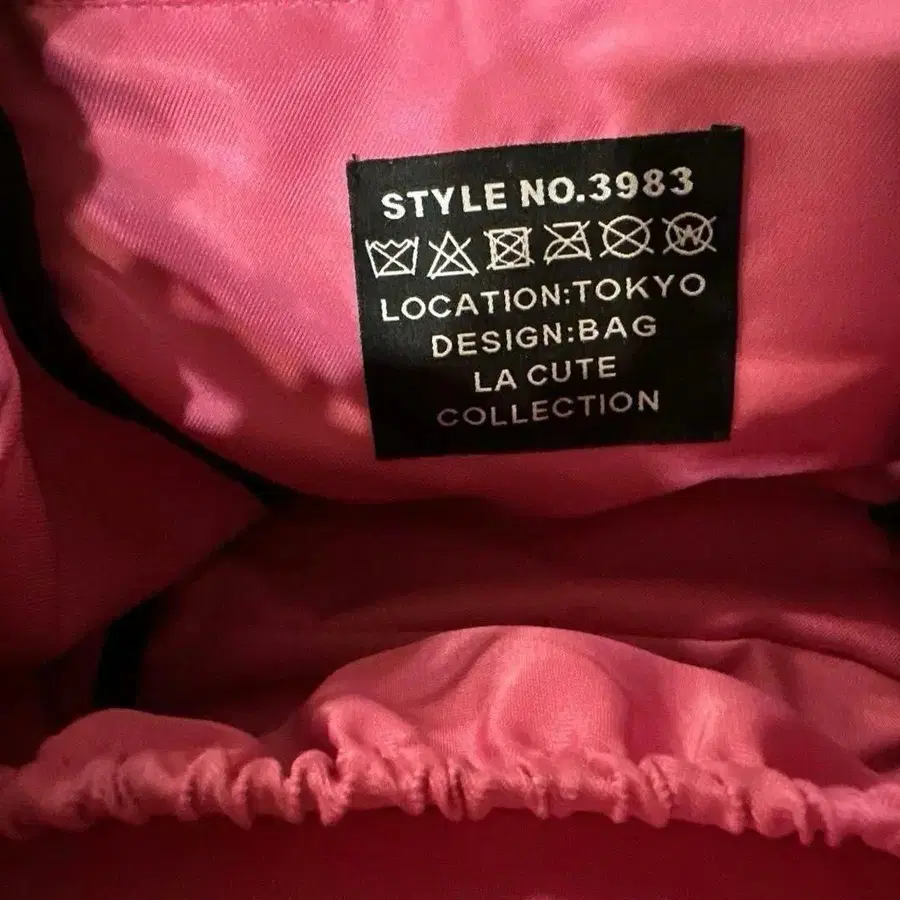 STYLE NO.3983
LOCATION:TOKYO
DESIGN:BAG
LA CUTE
COLLECTION